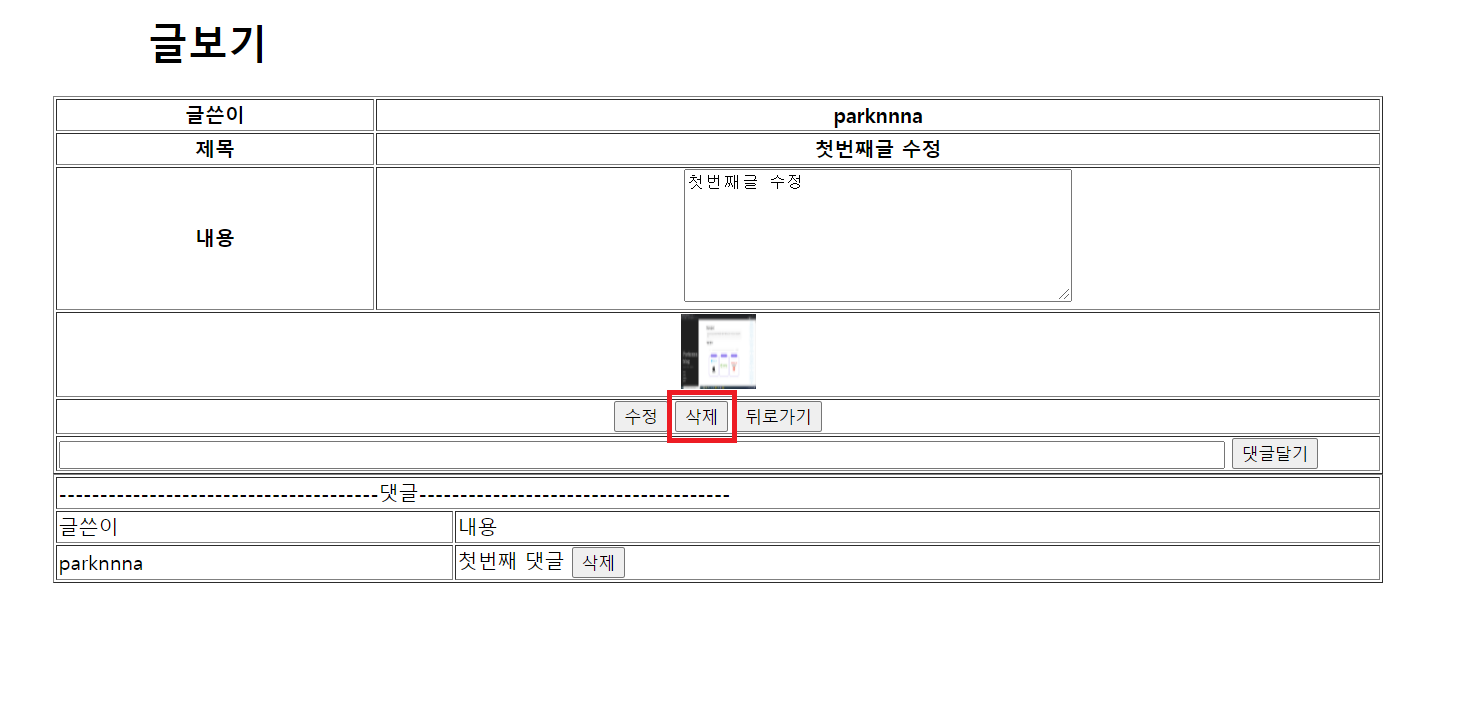 글보기
글쓴이 parknnna
제목 첫번째글 수정
내용 첫번째글 수정
수정 삭제 뒤로가기
댓글달기
---------------------------------------댓글--------------------------------------
글쓴이 내용
parknnna 첫번째 댓글 삭제